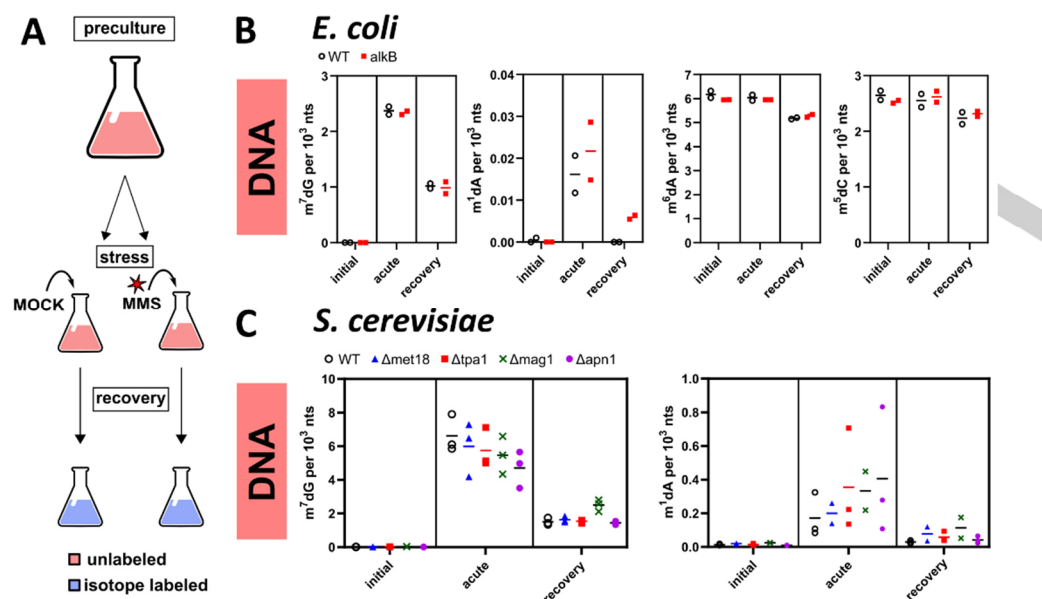 A
preculture
stress
MOCK
MMS
recovery
unlabeled
isotope labeled
B
E. coli
WT alkB
DNA
m⁷dG per 10³ nts
3
2
1
0
initial
acute
recovery
m¹dA per 10³ nts
0.04
0.03
0.02
0.01
0.00
initial
acute
recovery
m⁶dA per 10³ nts
7
6
5
4
3
2
1
0
initial
acute
recovery
m⁵dC per 10³ nts
3
2
1
0
initial
acute
recovery
C
S. cerevisiae
WT Δmet18 Δtpa1 Δmag1 Δapn1
DNA
m⁷dG per 10³ nts
10
8
6
4
2
0
initial
acute
recovery
m¹dA per 10³ nts
1.0
0.8
0.6
0.4
0.2
0.0
initial
acute
recovery